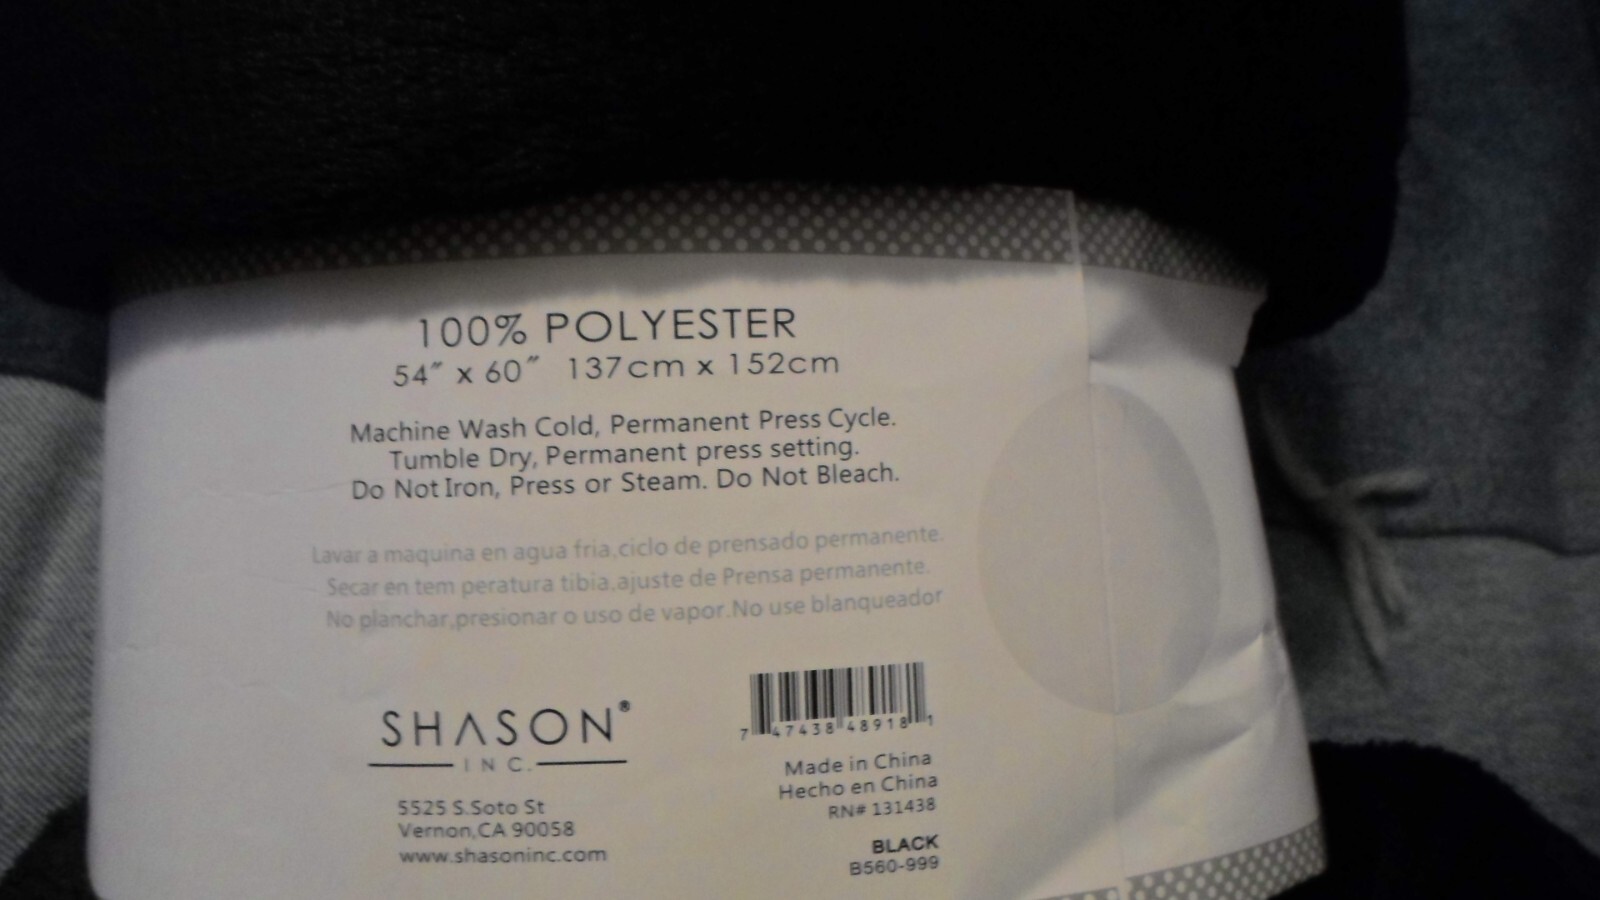 100% POLYESTER
54" x 60" 137cm x 152cm
Machine Wash Cold, Permanent Press Cycle.
Tumble Dry, Permanent press setting.
Do Not Iron, Press or Steam. Do Not Bleach.
Lavar a maquina en agua fria,ciclo de prensado permanente.
Secar en tem peratura tibia,ajuste de Prensa permanente.
No planchar,presionar o uso de vapor.No use blanqueador
SHASON®
INC.
5525 S.Soto St
Vernon,CA 90058
www.shasoninc.com
7 47438 48918 1
Made in China
Hecho en China
RN# 131438
BLACK
B560-999